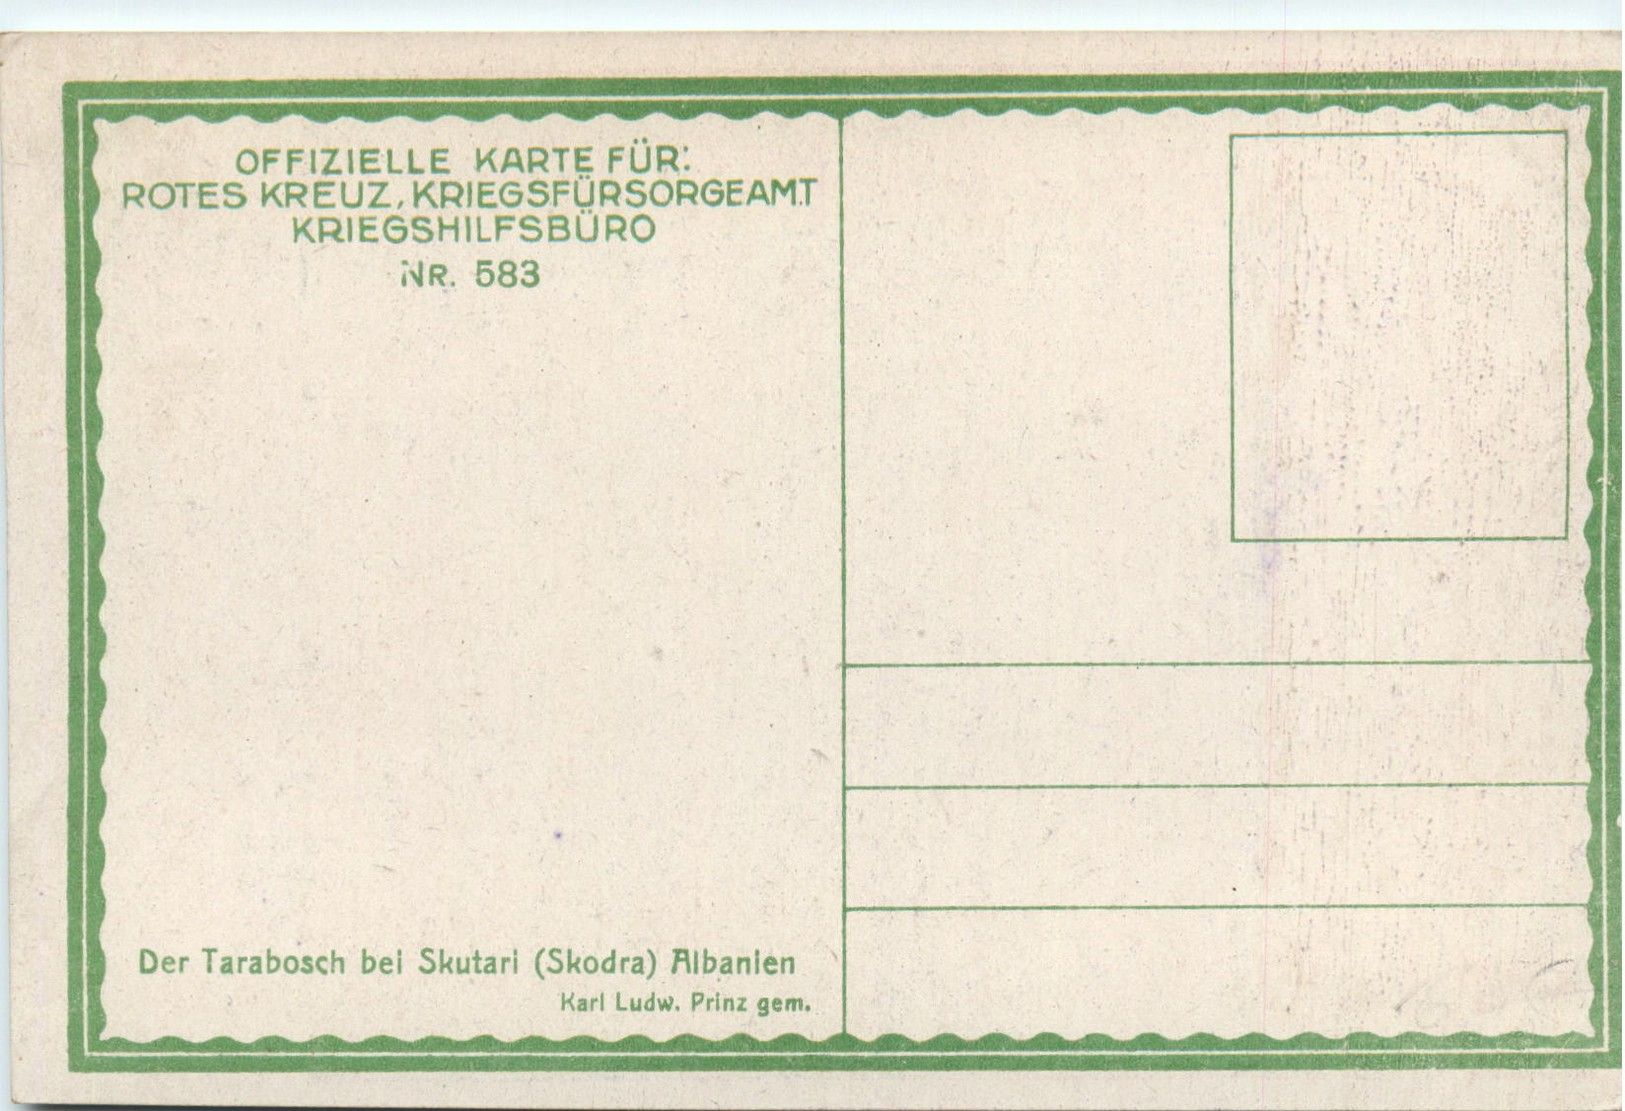 OFFIZIELLE KARTE FÜR:
ROTES KREUZ, KRIEGSFÜRSORGEAMT
KRIEGSHILFSBÜRO
NR. 583
Der Tarabosch bei Skutari (Skodra) Albanien
Karl Ludw. Prinz gem.